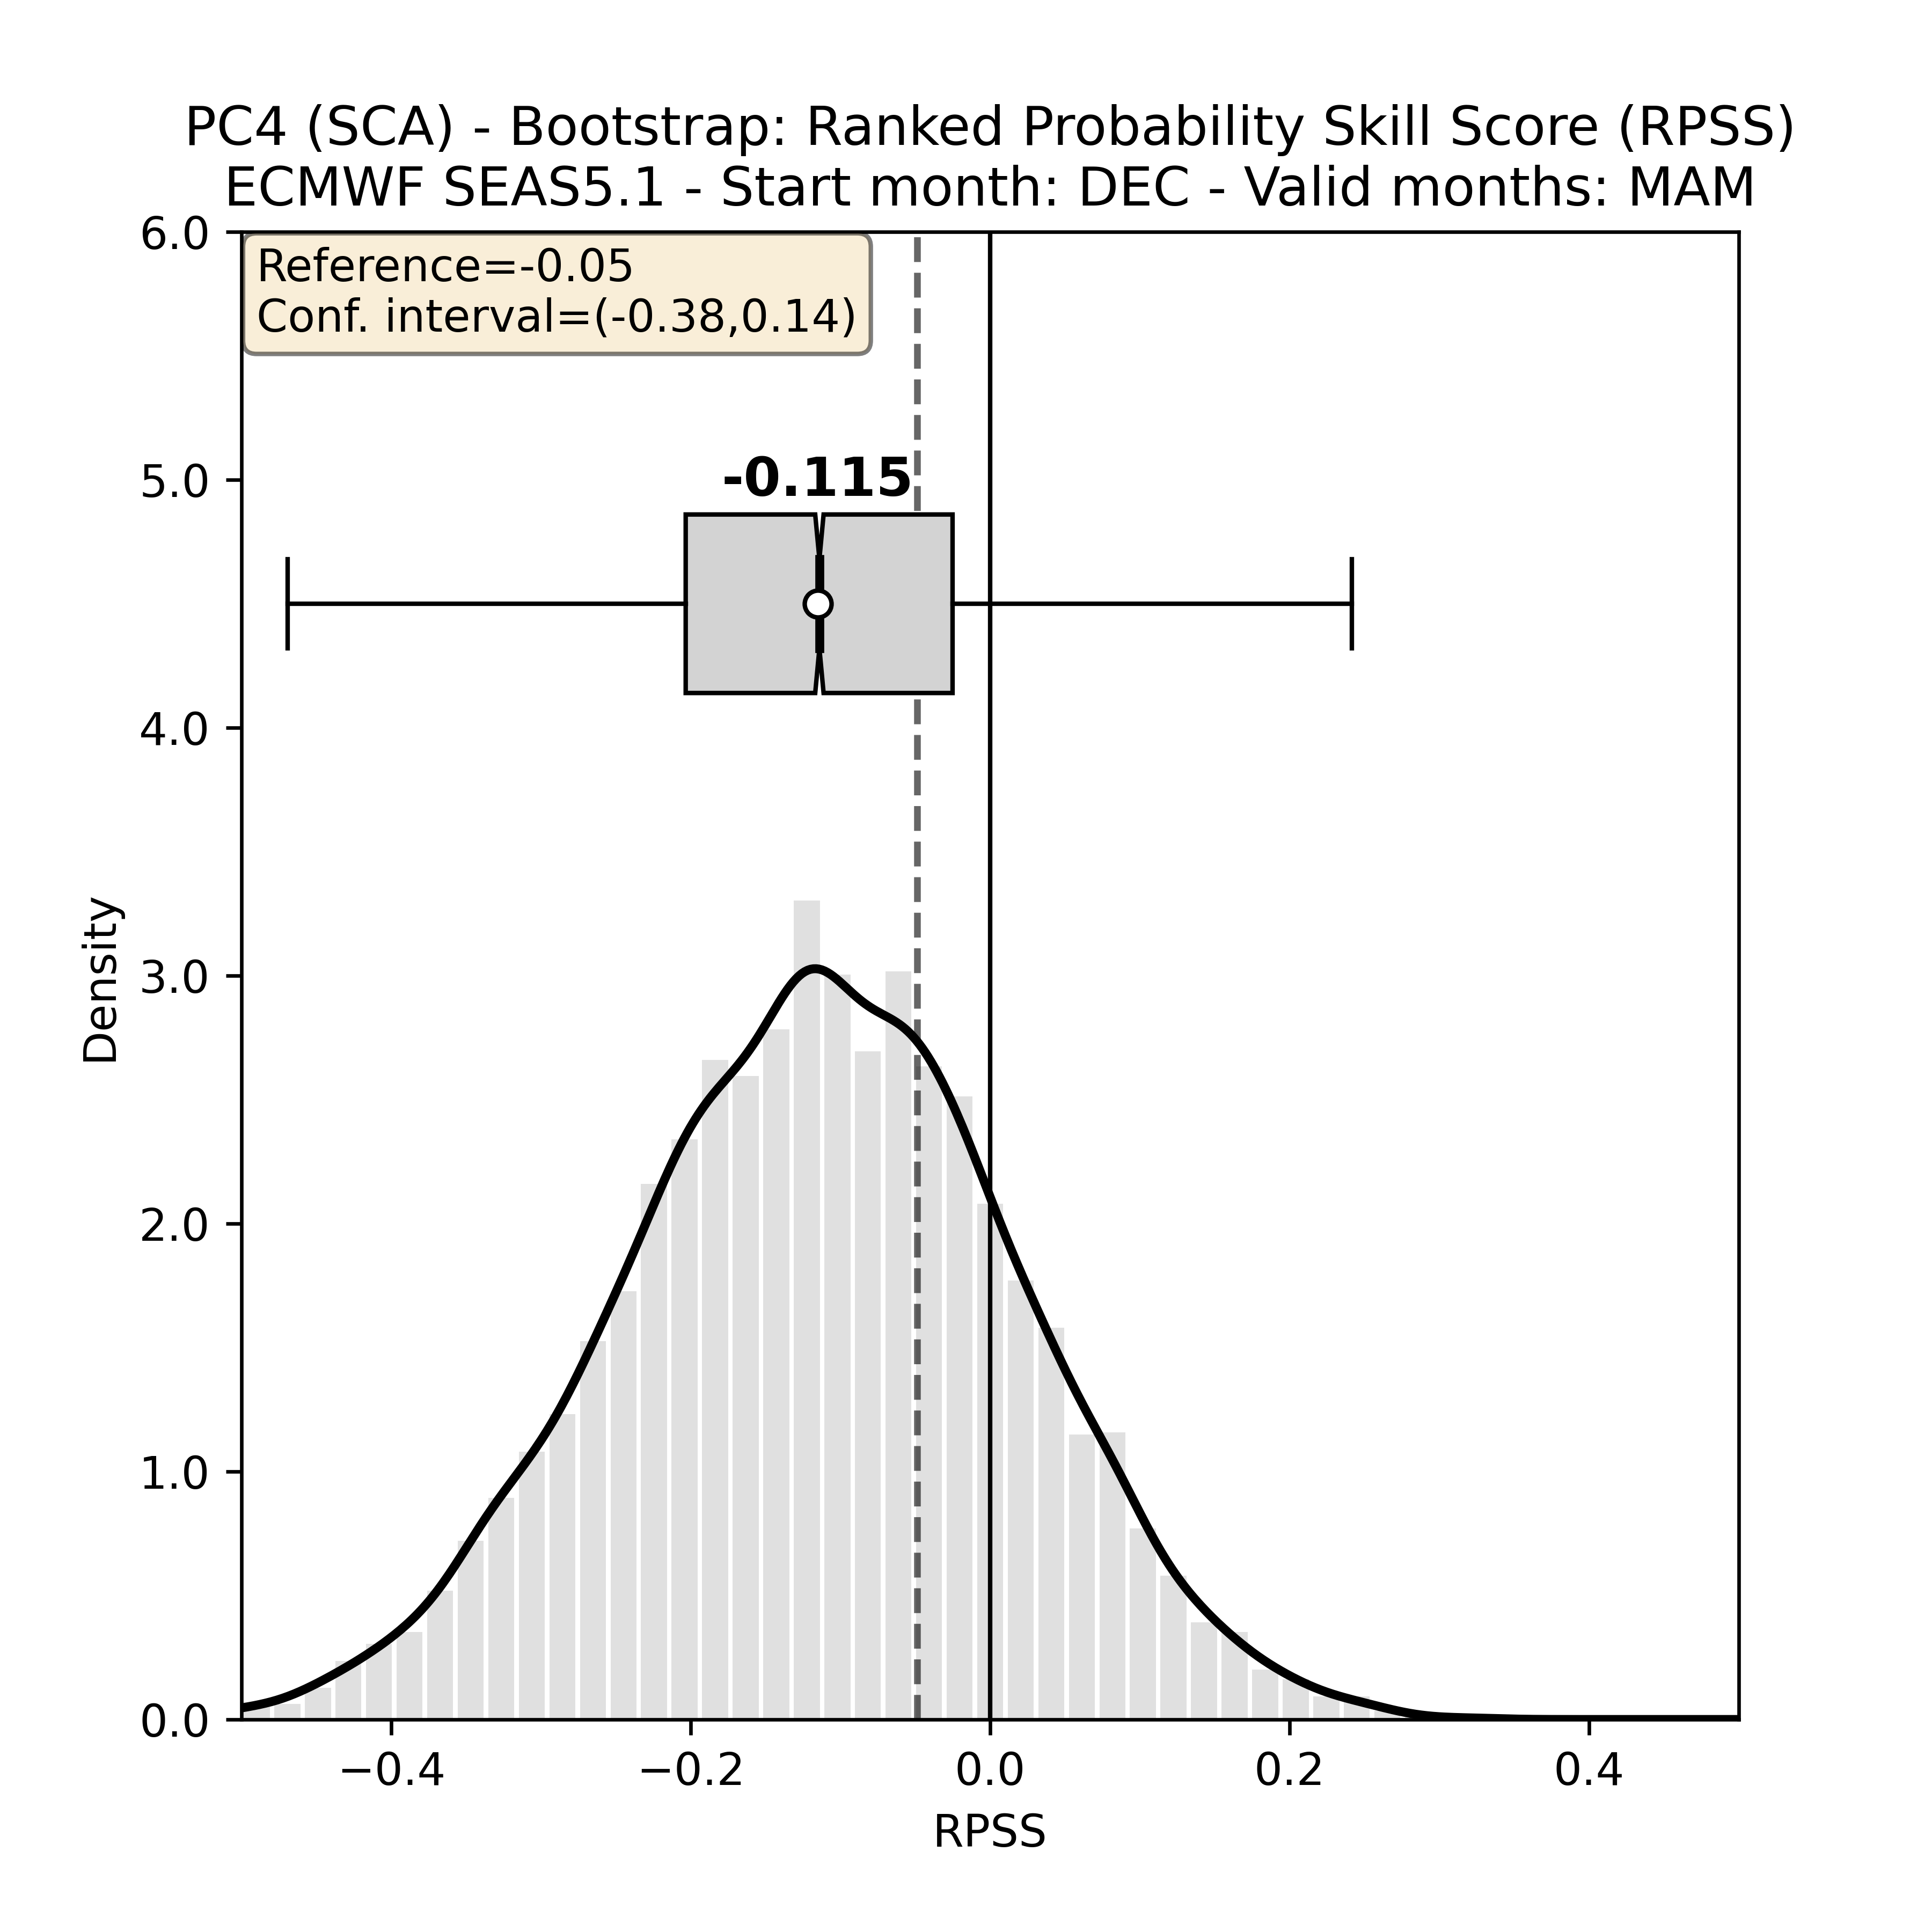 PC4 (SCA) - Bootstrap: Ranked Probability Skill Score (RPSS)
ECMWF SEAS5.1 - Start month: DEC - Valid months: MAM
Reference=-0.05
Conf. interval=(-0.38,0.14)
-0.115
6.0
5.0
4.0
3.0
2.0
1.0
0.0
Density
−0.4
−0.2
0.0
0.2
0.4
RPSS